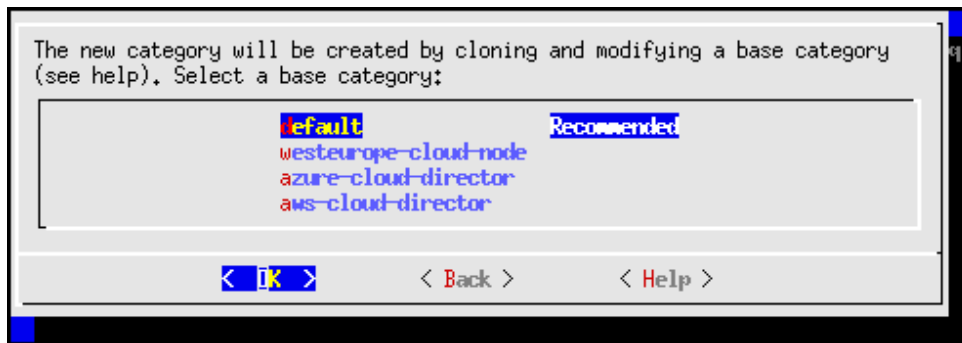 The new category will be created by cloning and modifying a base category
(see help). Select a base category:
default Recommended
westeurope-cloud-node
azure-cloud-director
aws-cloud-director
< OK > < Back > < Help >
q